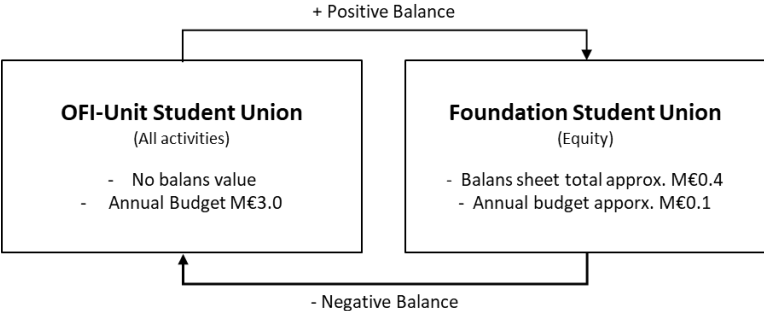 + Positive Balance
OFI-Unit Student Union
(All activities)
- No balans value
- Annual Budget M€3.0
Foundation Student Union
(Equity)
- Balans sheet total approx. M€0.4
- Annual budget apporx. M€0.1
- Negative Balance